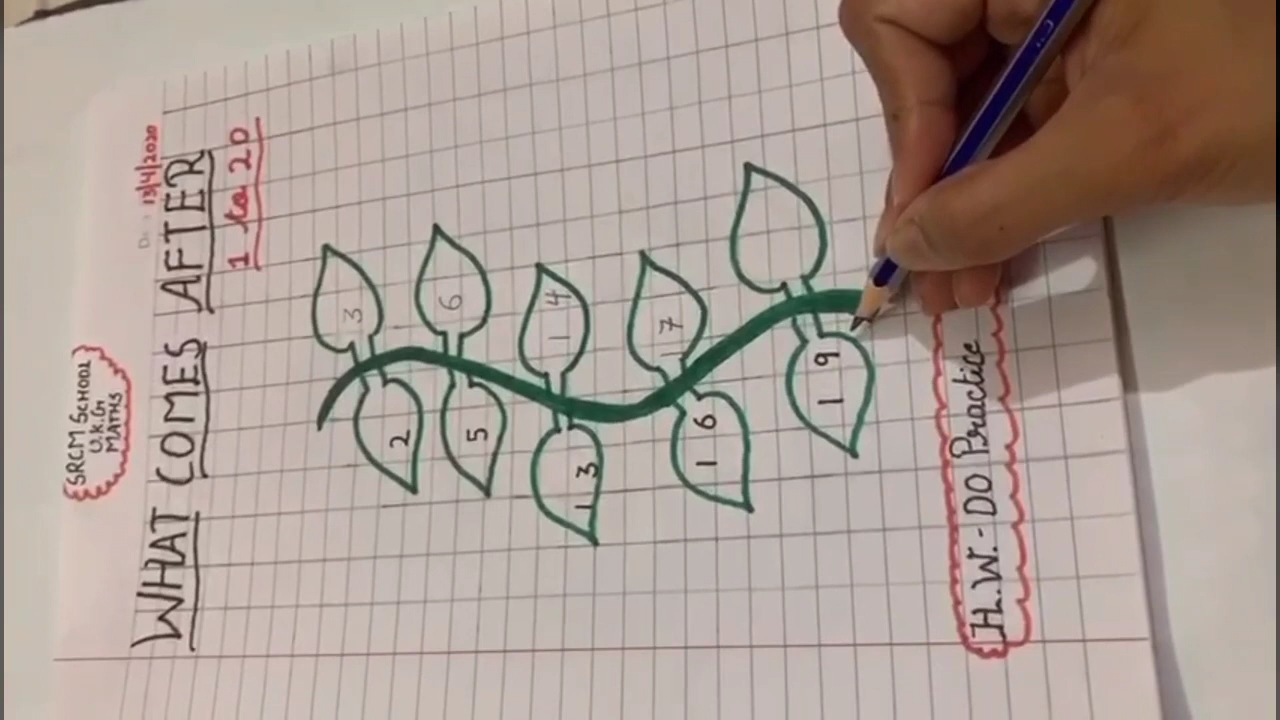 SRCM SCHOOL
U.K.G
MATHS
13/4/2020
WHAT COMES AFTER
1 to 20
2 3
5 6
13 14
16 17
19
H.W. - DO Practice